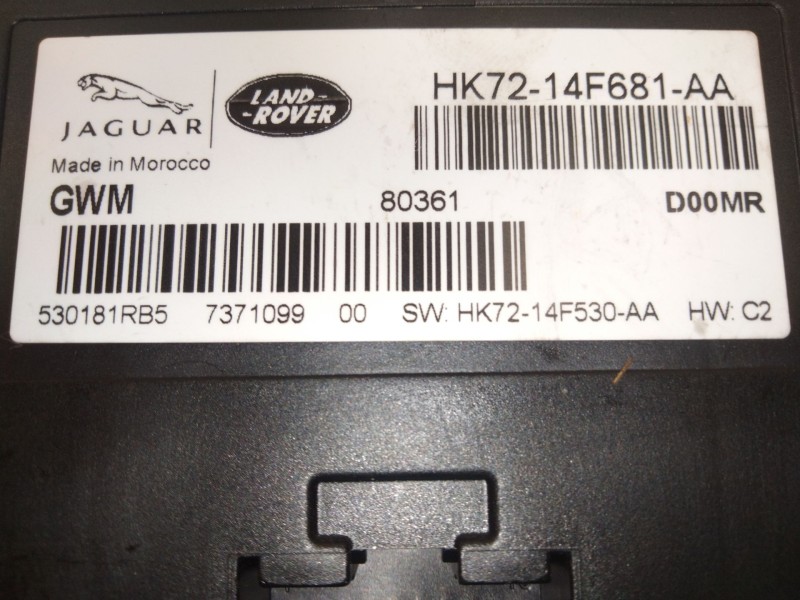 JAGUAR
LAND-
-ROVER
HK72-14F681-AA
Made in Morocco
GWM 80361 D00MR
530181RB5 7371099 00 SW: HK72-14F530-AA HW: C2